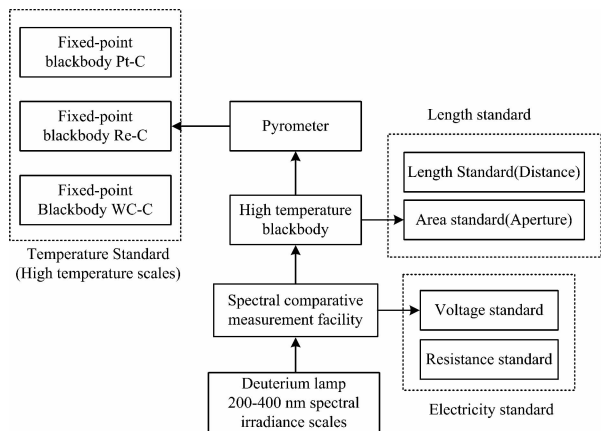 Fixed-point
blackbody Pt-C
Fixed-point
blackbody Re-C
Fixed-point
Blackbody WC-C
Temperature Standard
(High temperature scales)
Pyrometer
High temperature
blackbody
Spectral comparative
measurement facility
Deuterium lamp
200-400 nm spectral
irradiance scales
Length standard
Length Standard(Distance)
Area standard(Aperture)
Voltage standard
Resistance standard
Electricity standard